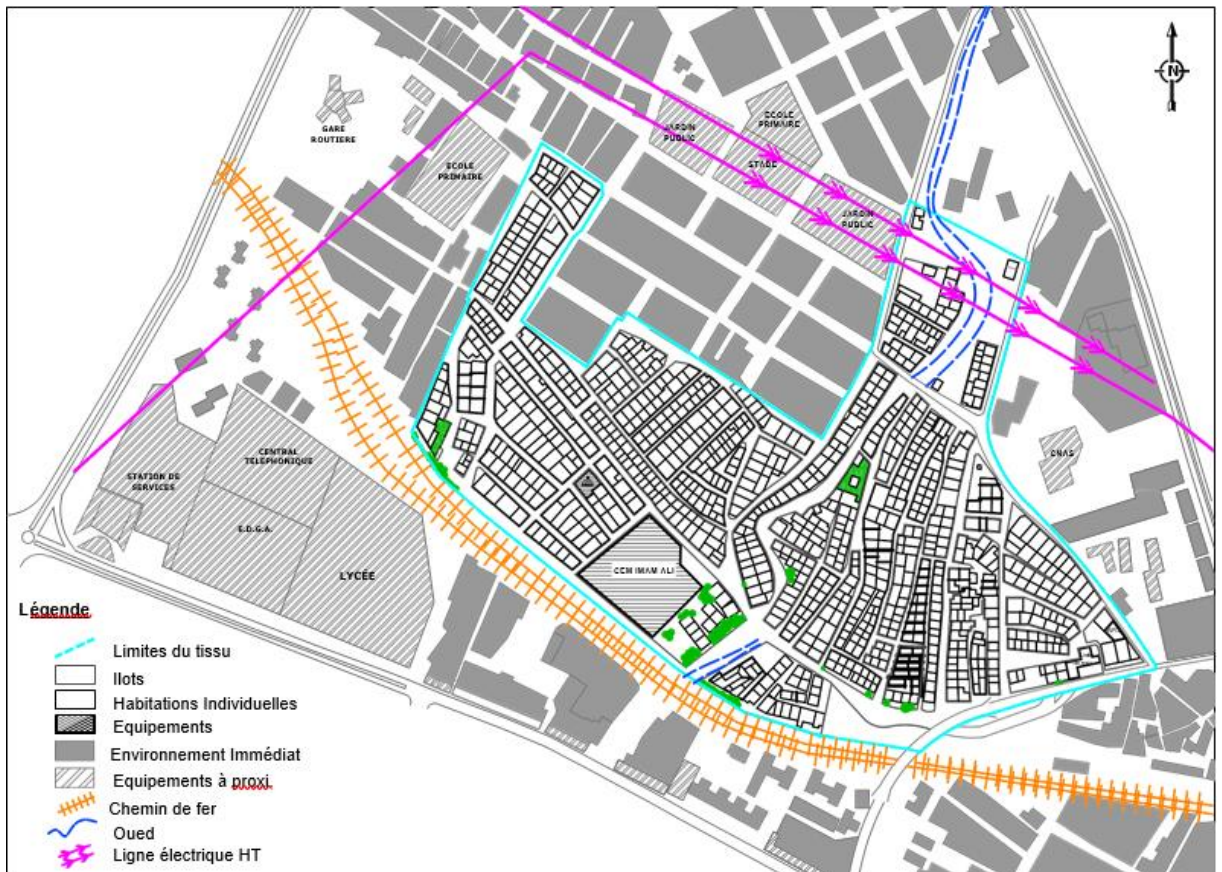 N
GARE
ROUTIERE
ECOLE
PRIMAIRE
JARDIN
PUBLIC
ECOLE
PRIMAIRE
STADE
JARDIN
PUBLIC
CNAS
CENTRAL
TELEPHONIQUE
STATION DE
SERVICES
E.D.G.A.
LYCÉE
CEM IMAM ALI
Légende
Limites du tissu
Ilots
Habitations Individuelles
Equipements
Environnement Immédiat
Equipements à proxi.
Chemin de fer
Oued
Ligne électrique HT